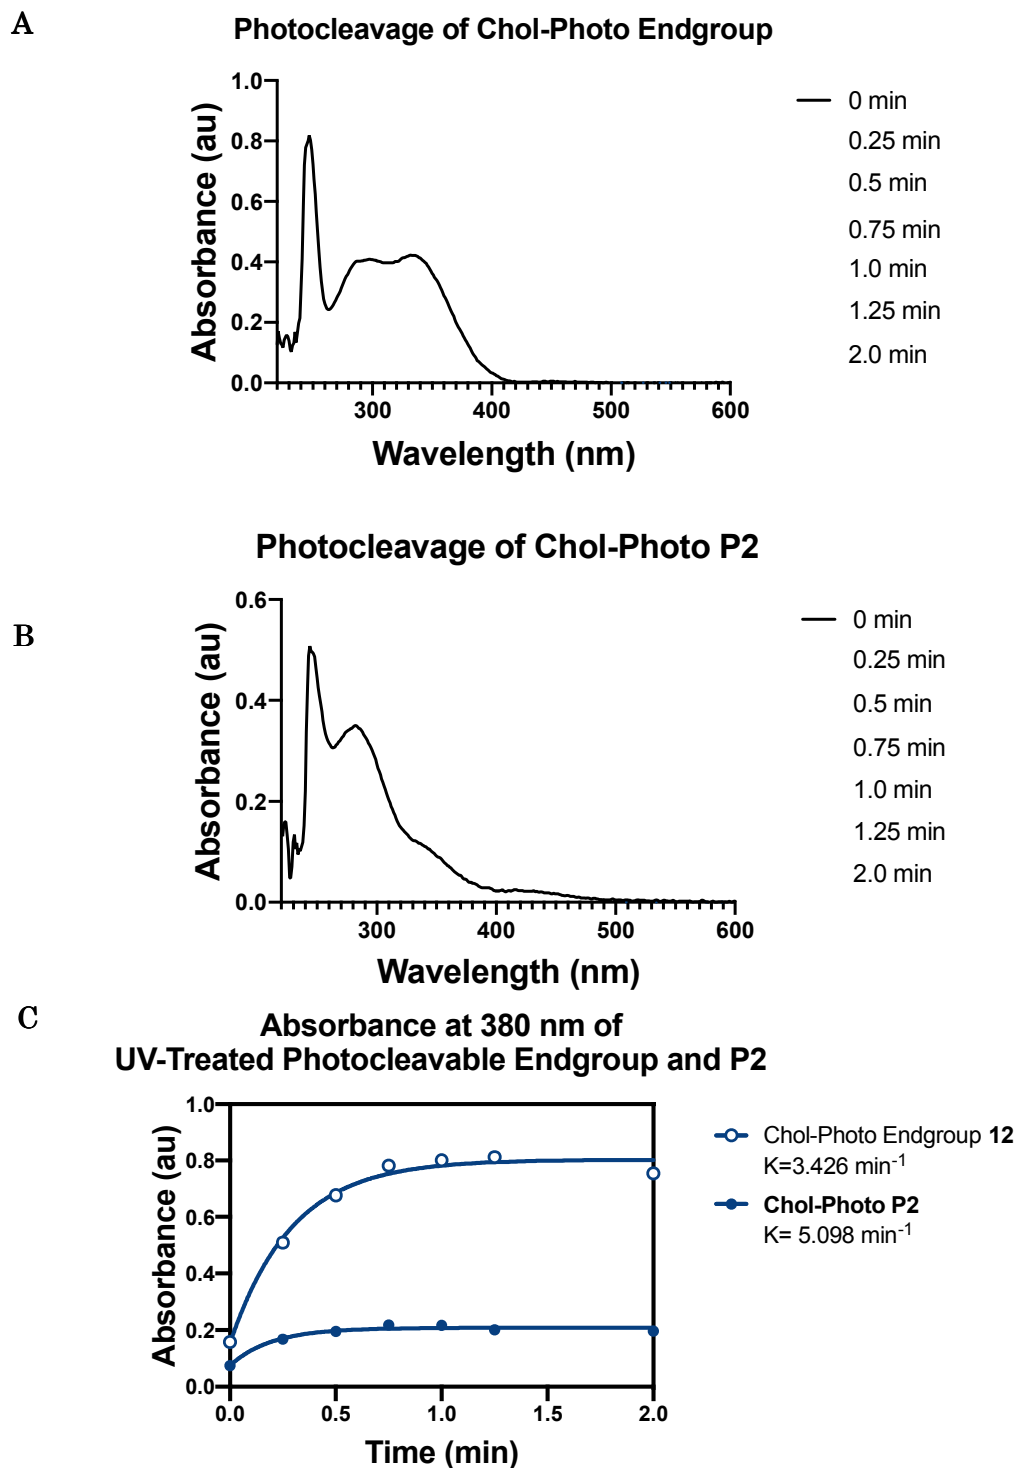 A
Photocleavage of Chol-Photo Endgroup
1.0
0.8
0.6
0.4
0.2
0.0
Absorbance (au)
300 400 500 600
Wavelength (nm)
0 min
0.25 min
0.5 min
0.75 min
1.0 min
1.25 min
2.0 min
B
Photocleavage of Chol-Photo P2
0.6
0.4
0.2
0.0
Absorbance (au)
300 400 500 600
Wavelength (nm)
0 min
0.25 min
0.5 min
0.75 min
1.0 min
1.25 min
2.0 min
C
Absorbance at 380 nm of
UV-Treated Photocleavable Endgroup and P2
1.0
0.8
0.6
0.4
0.2
0.0
Absorbance (au)
0.0 0.5 1.0 1.5 2.0
Time (min)
Chol-Photo Endgroup 12
K=3.426 min⁻¹
Chol-Photo P2
K= 5.098 min⁻¹